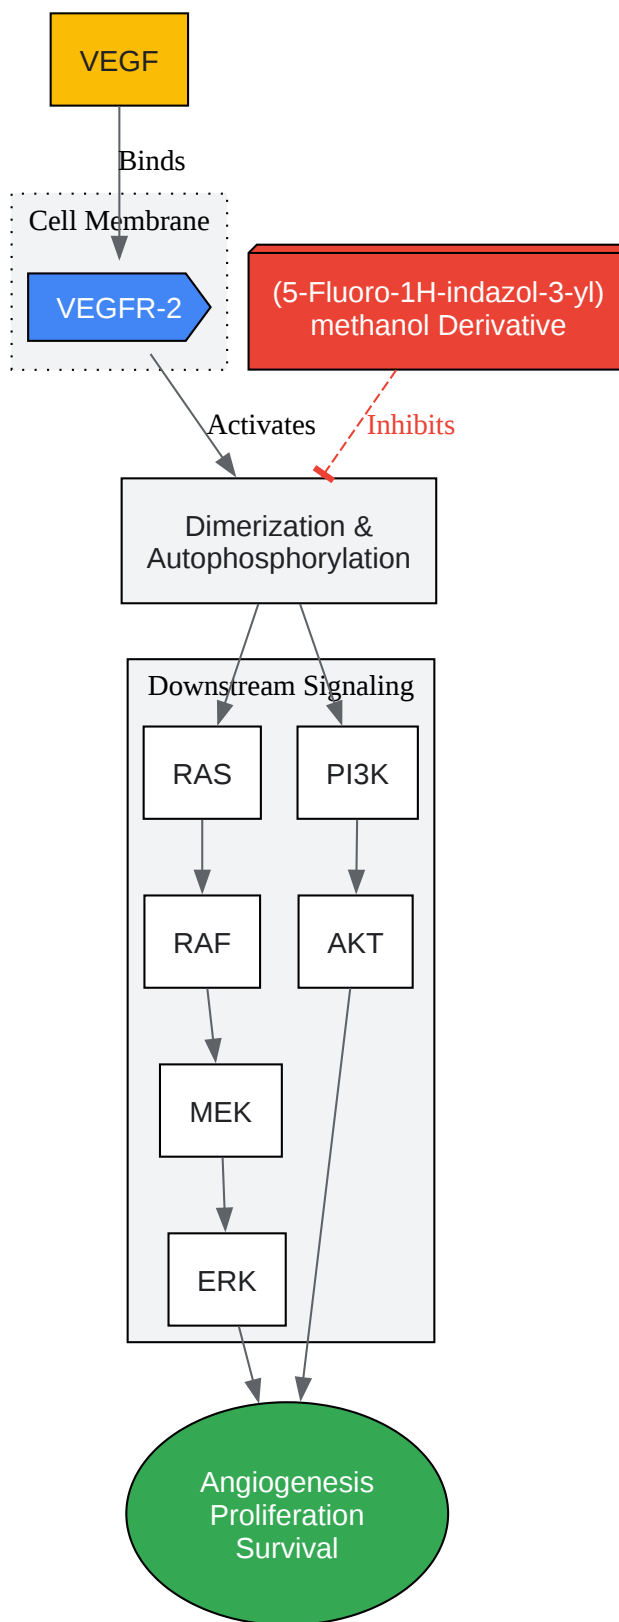 VEGF
Binds
Cell Membrane
VEGFR-2
(5-Fluoro-1H-indazol-3-yl)
methanol Derivative
Activates
Inhibits
Dimerization &
Autophosphorylation
Downstream Signaling
RAS
PI3K
RAF
AKT
MEK
ERK
Angiogenesis
Proliferation
Survival